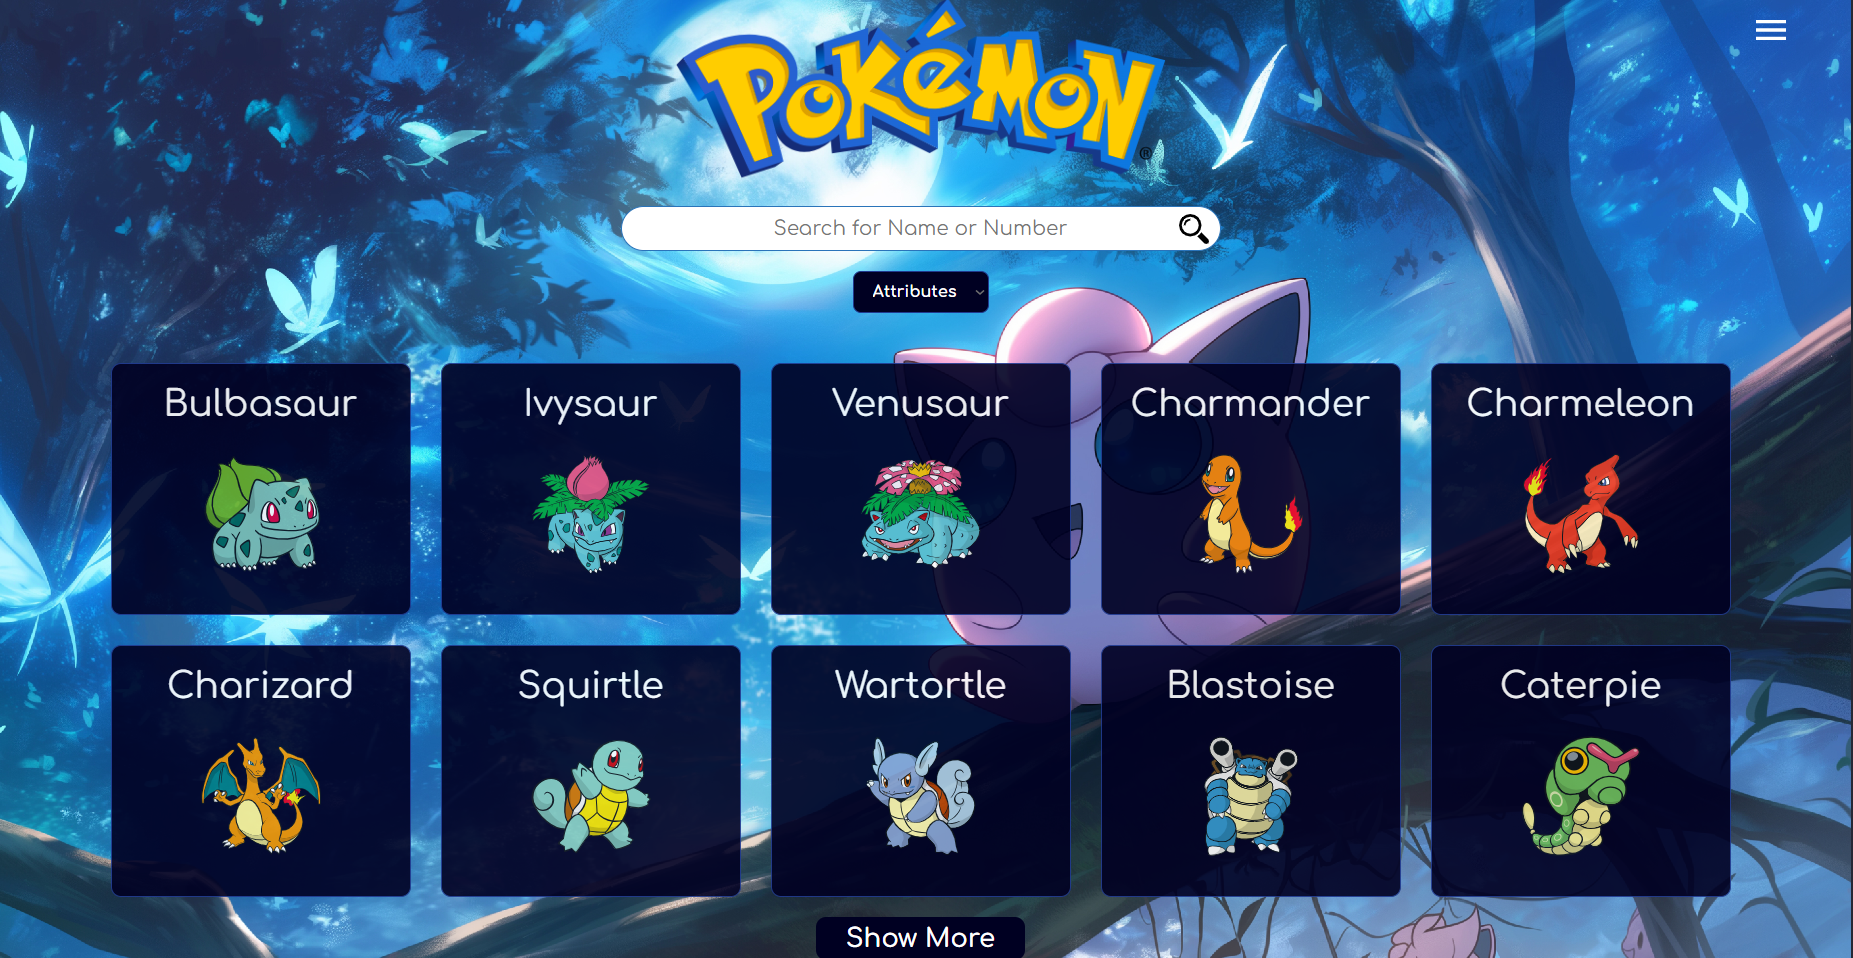 Pokémon
®
Search for Name or Number
Attributes
Bulbasaur
Ivysaur
Venusaur
Charmander
Charmeleon
Charizard
Squirtle
Wartortle
Blastoise
Caterpie
Show More